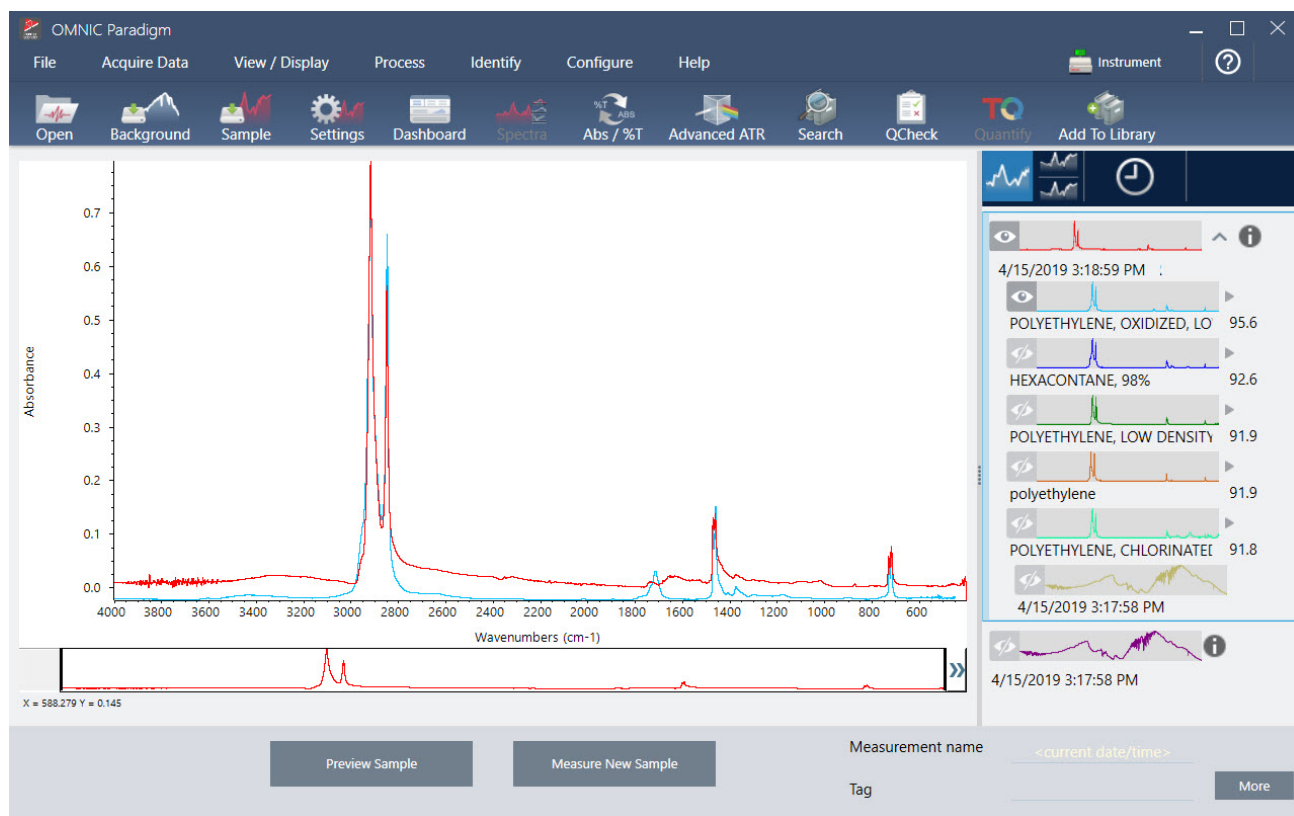 OMNIC Paradigm
File Acquire Data View / Display Process Identify Configure Help Instrument ?
%T ABS TQ
Open Background Sample Settings Dashboard Spectra Abs / %T Advanced ATR Search QCheck Quantify Add To Library
0.7
0.6
0.5
0.4
0.3
0.2
0.1
0.0
Absorbance
4000 3800 3600 3400 3200 3000 2800 2600 2400 2200 2000 1800 1600 1400 1200 1000 800 600
Wavenumbers (cm-1)
X = 588.279 Y = 0.145
4/15/2019 3:18:59 PM
POLYETHYLENE, OXIDIZED, LO 95.6
HEXACONTANE, 98% 92.6
POLYETHYLENE, LOW DENSITY 91.9
polyethylene 91.9
POLYETHYLENE, CHLORINATE 91.8
4/15/2019 3:17:58 PM
4/15/2019 3:17:58 PM
Preview Sample
Measure New Sample
Measurement name <current date/time>
Tag
More